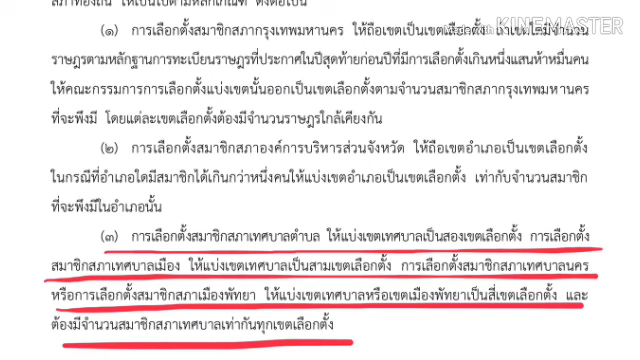 สภาท้องถิ่น ให้เป็นไปตามหลักเกณฑ์ ดังต่อไปนี้
(๑) การเลือกตั้งสมาชิกสภากรุงเทพมหานคร ให้ถือเขตเป็นเขตเลือกตั้ง ถ้าเขตใดมีจำนวน
ราษฎรตามหลักฐานการทะเบียนราษฎรที่ประกาศในปีสุดท้ายก่อนปีที่มีการเลือกตั้งเกินหนึ่งแสนห้าหมื่นคน
ให้คณะกรรมการการเลือกตั้งแบ่งเขตนั้นออกเป็นเขตเลือกตั้งตามจำนวนสมาชิกสภากรุงเทพมหานคร
ที่จะพึงมี โดยแต่ละเขตเลือกตั้งต้องมีจำนวนราษฎรใกล้เคียงกัน
(๒) การเลือกตั้งสมาชิกสภาองค์การบริหารส่วนจังหวัด ให้ถือเขตอำเภอเป็นเขตเลือกตั้ง
ในกรณีที่อำเภอใดมีสมาชิกได้เกินกว่าหนึ่งคนให้แบ่งเขตอำเภอเป็นเขตเลือกตั้ง เท่ากับจำนวนสมาชิก
ที่จะพึงมีในอำเภอนั้น
(๓) การเลือกตั้งสมาชิกสภาเทศบาลตำบล ให้แบ่งเขตเทศบาลเป็นสองเขตเลือกตั้ง การเลือกตั้ง
สมาชิกสภาเทศบาลเมือง ให้แบ่งเขตเทศบาลเป็นสามเขตเลือกตั้ง การเลือกตั้งสมาชิกสภาเทศบาลนคร
หรือการเลือกตั้งสมาชิกสภาเมืองพัทยา ให้แบ่งเขตเทศบาลหรือเขตเมืองพัทยาเป็นสี่เขตเลือกตั้ง และ
ต้องมีจำนวนสมาชิกสภาเทศบาลเท่ากันทุกเขตเลือกตั้ง
KINEMASTER